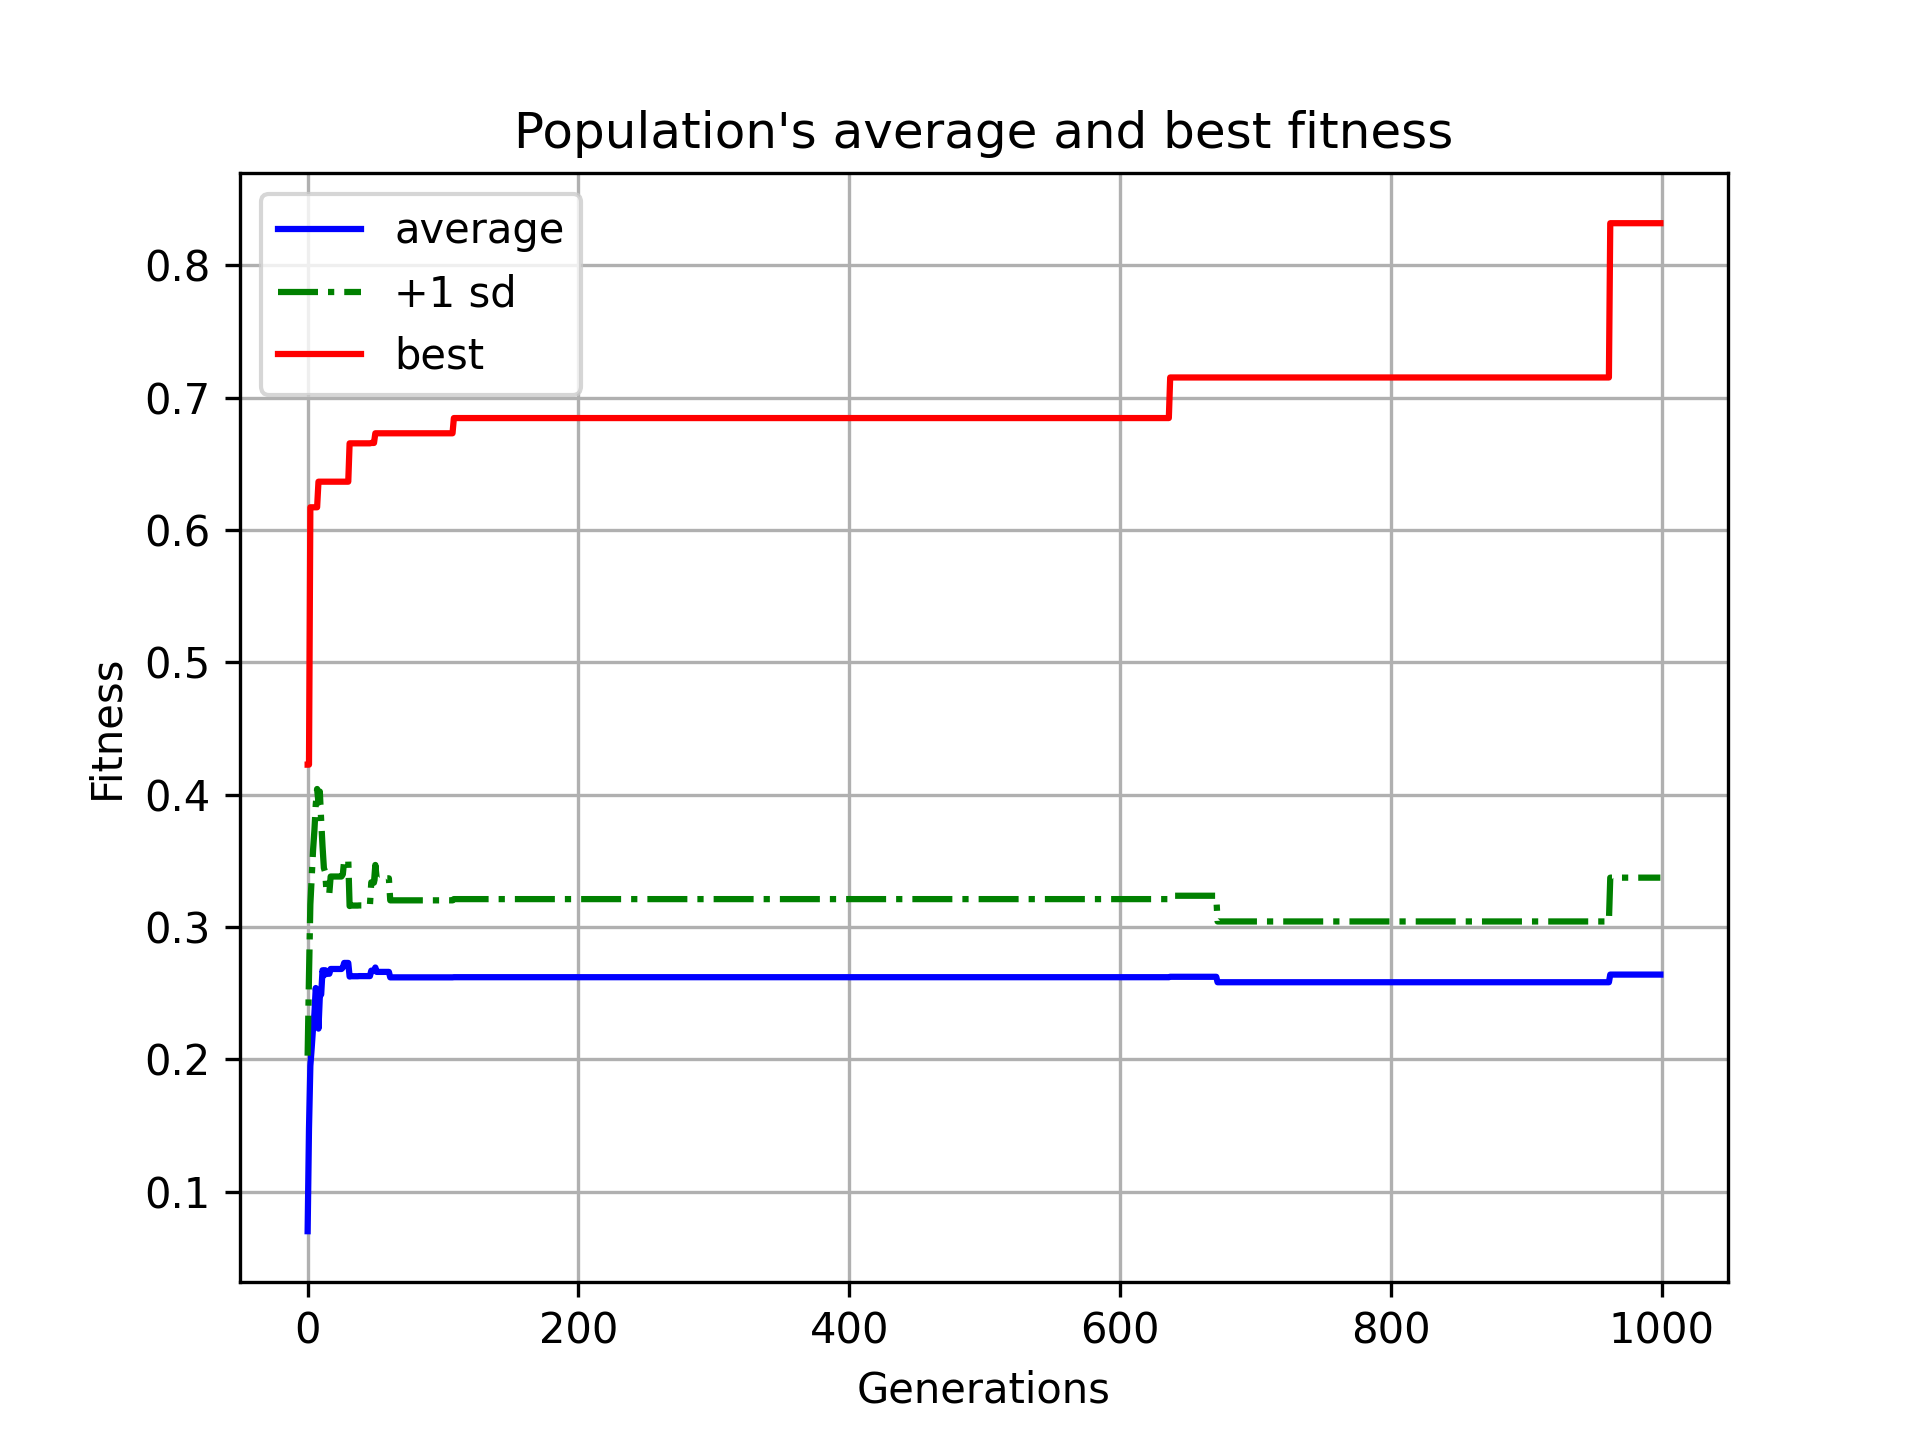 Population's average and best fitness
average
+1 sd
best
Fitness
0.8
0.7
0.6
0.5
0.4
0.3
0.2
0.1
0 200 400 600 800 1000
Generations